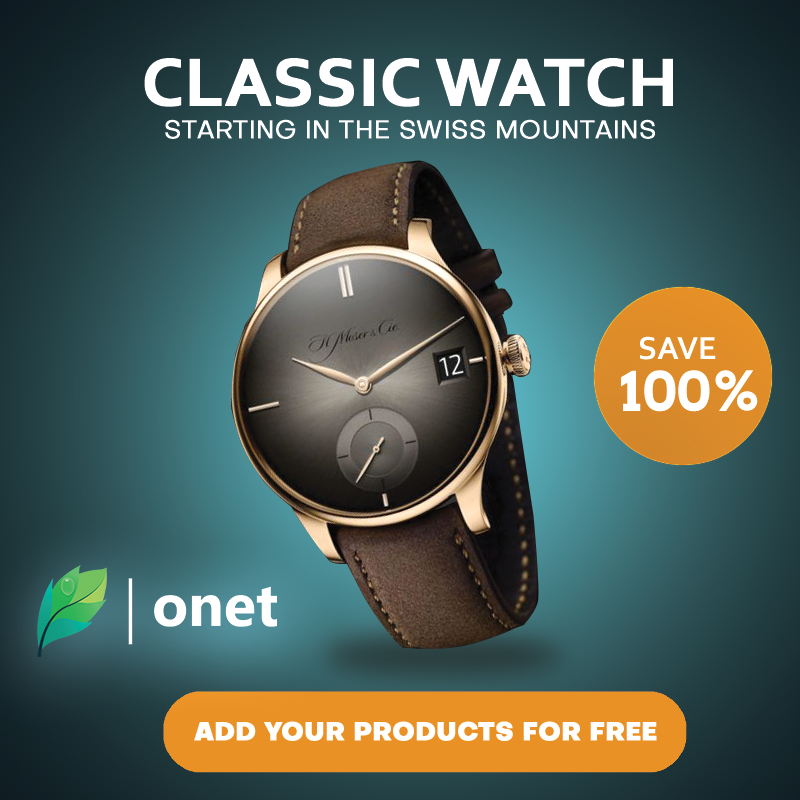 CLASSIC WATCH
STARTING IN THE SWISS MOUNTAINS
H Moser & Cie.
12
SAVE
100%
onet
ADD YOUR PRODUCTS FOR FREE